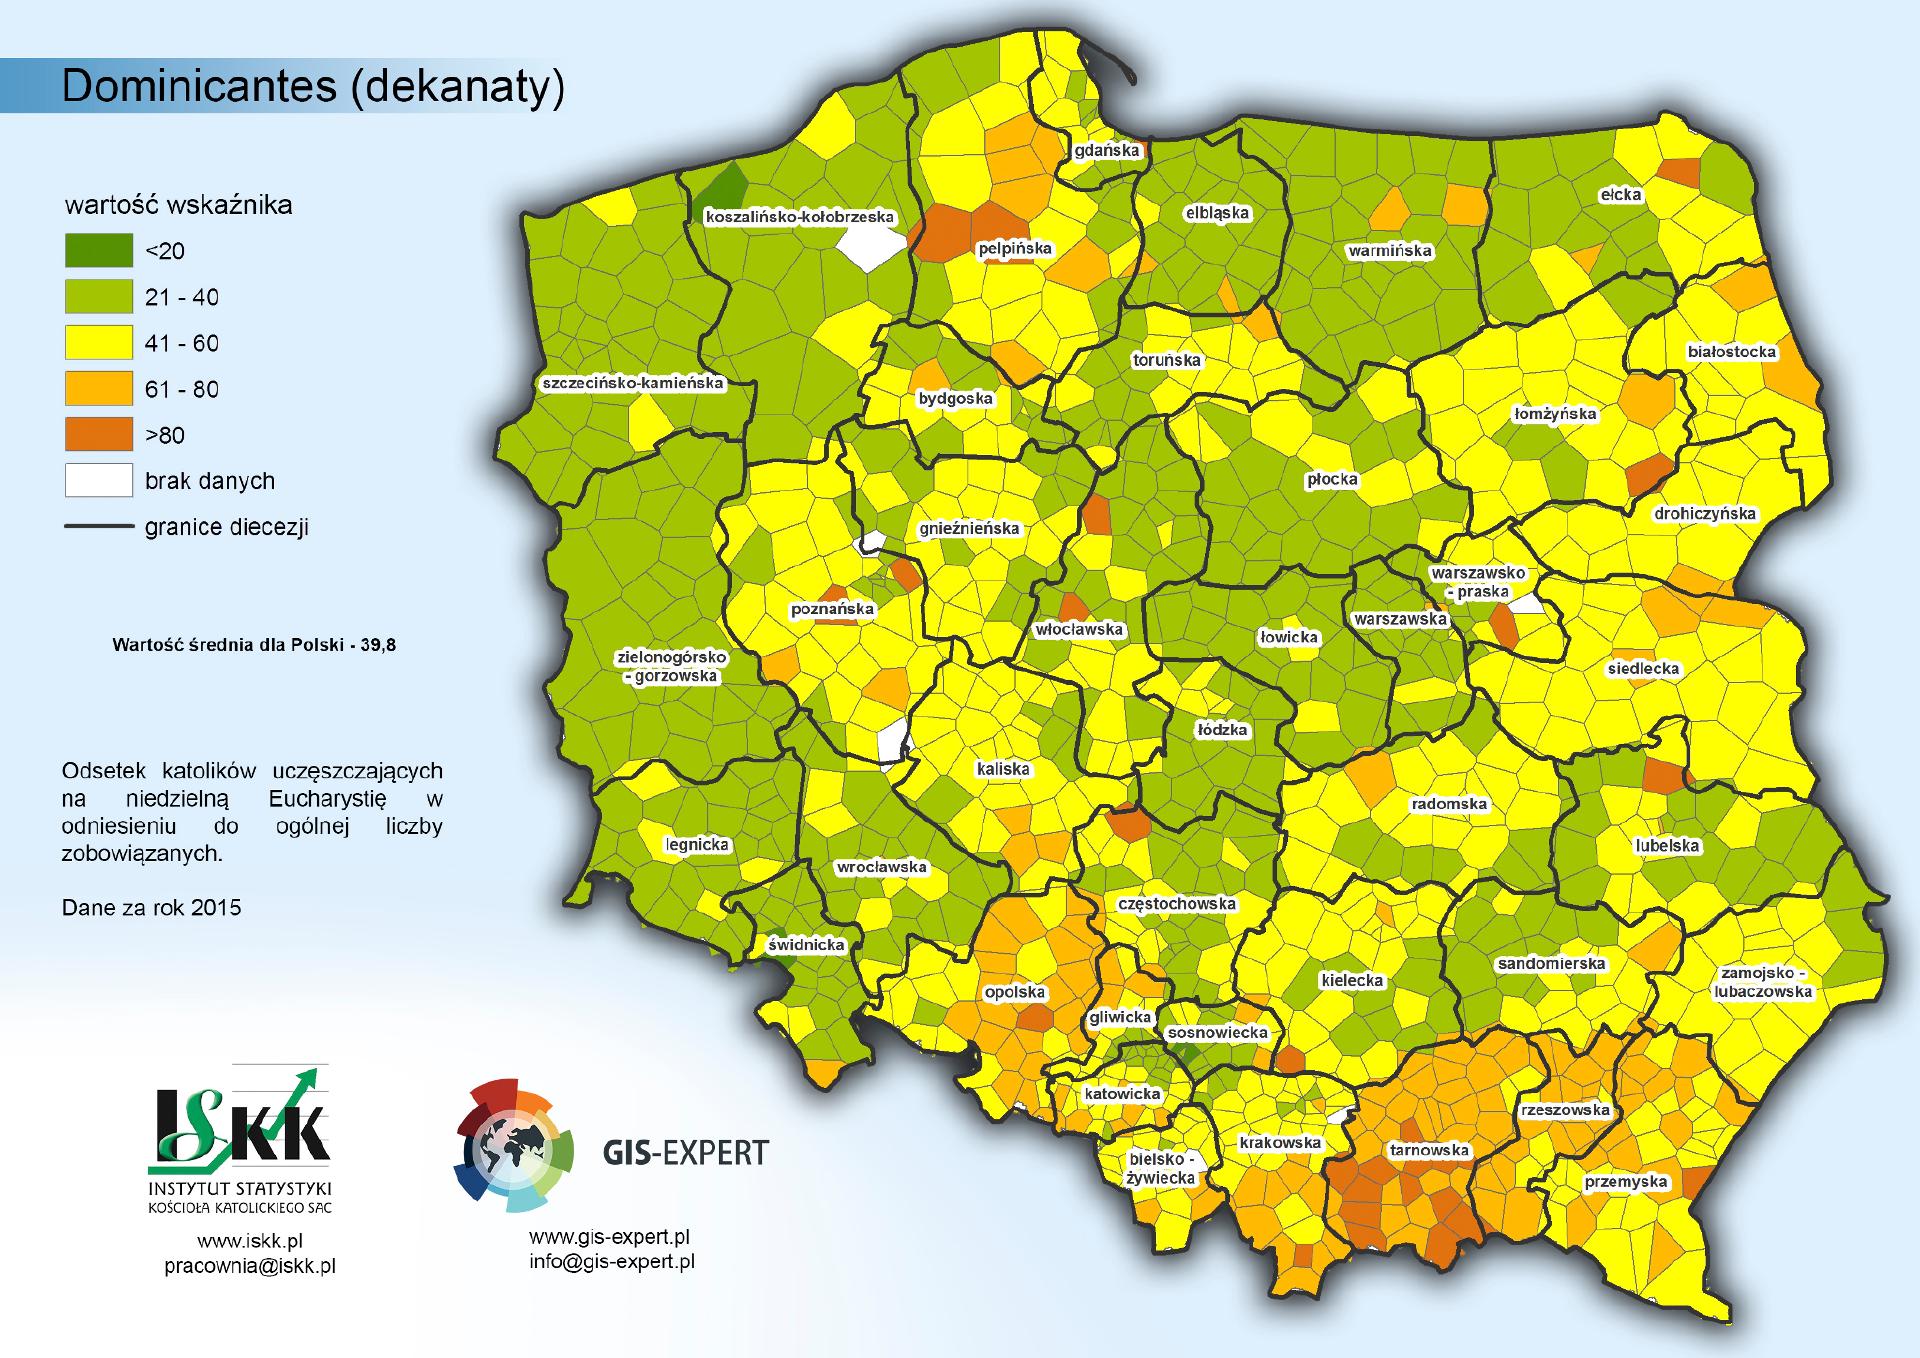 Dominicantes (dekanaty)
wartość wskaźnika
<20
21 - 40
41 - 60
61 - 80
>80
brak danych
granice diecezji
Wartość średnia dla Polski - 39,8
Odsetek katolików uczęszczających
na niedzielną Eucharystię w
odniesieniu do ogólnej liczby
zobowiązanych.
Dane za rok 2015
ISKK
INSTYTUT STATYSTYKI
KOŚCIOŁA KATOLICKIEGO SAC
www.iskk.pl
pracownia@iskk.pl
GIS-EXPERT
www.gis-expert.pl
info@gis-expert.pl
gdańska
koszalińsko-kołobrzeska
pelpińska
elbląska
warmińska
ełcka
szczecińsko-kamieńska
bydgoska
toruńska
białostocka
łomżyńska
płocka
drohiczyńska
gnieźnieńska
warszawsko
- praska
poznańska
włocławska
łowicka
warszawska
zielonogórsko
- gorzowska
siedlecka
łódzka
kaliska
radomska
legnicka
wrocławska
lubelska
częstochowska
świdnicka
opolska
kielecka
sandomierska
zamojsko -
lubaczowska
gliwicka
sosnowiecka
katowicka
rzeszowska
krakowska
tarnowska
bielsko -
żywiecka
przemyska